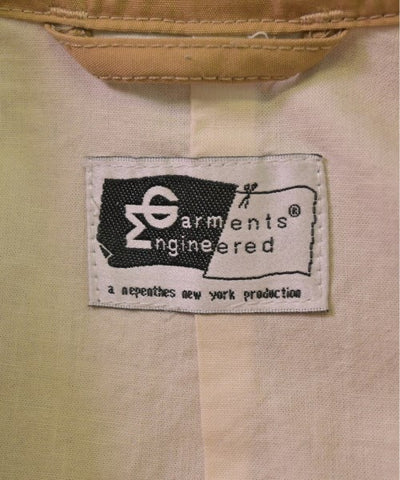 Garments®
Engineered
a nepenthes new york production